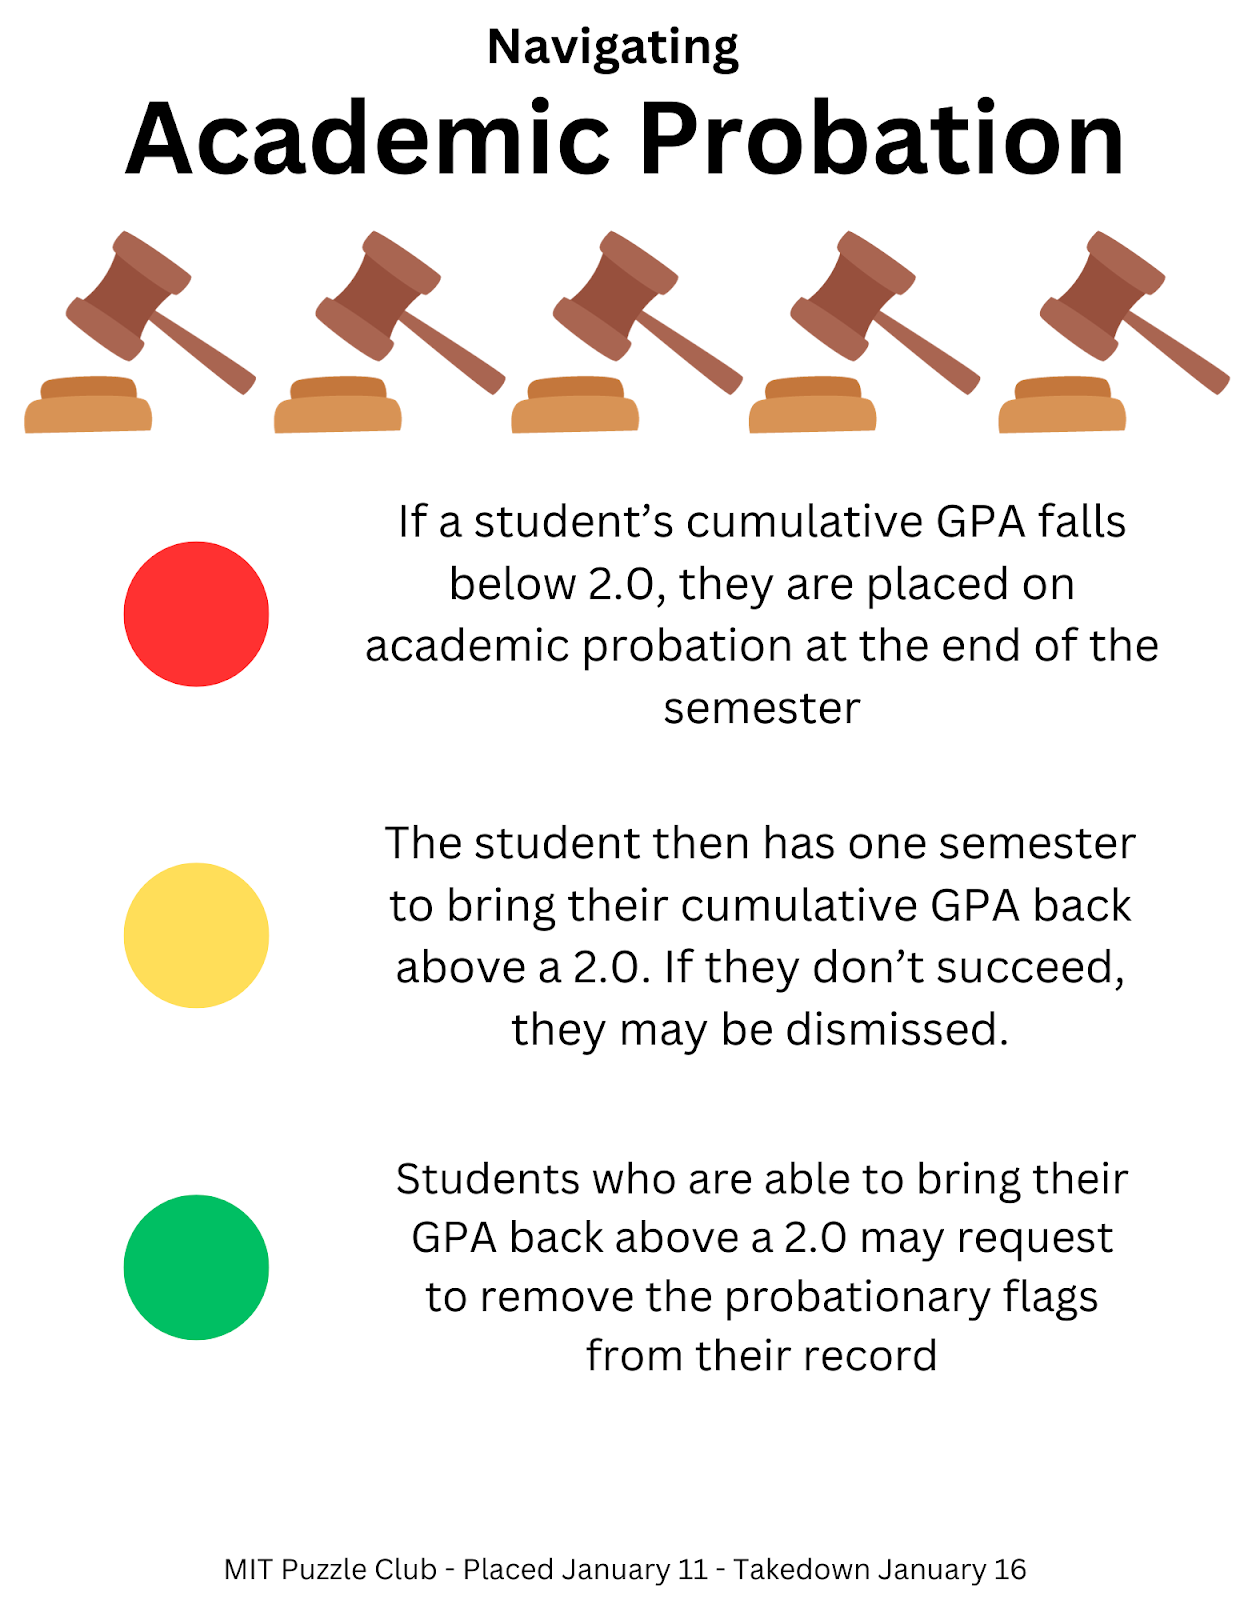 Navigating
Academic Probation
If a student’s cumulative GPA falls
below 2.0, they are placed on
academic probation at the end of the
semester
The student then has one semester
to bring their cumulative GPA back
above a 2.0. If they don’t succeed,
they may be dismissed.
Students who are able to bring their
GPA back above a 2.0 may request
to remove the probationary flags
from their record
MIT Puzzle Club - Placed January 11 - Takedown January 16